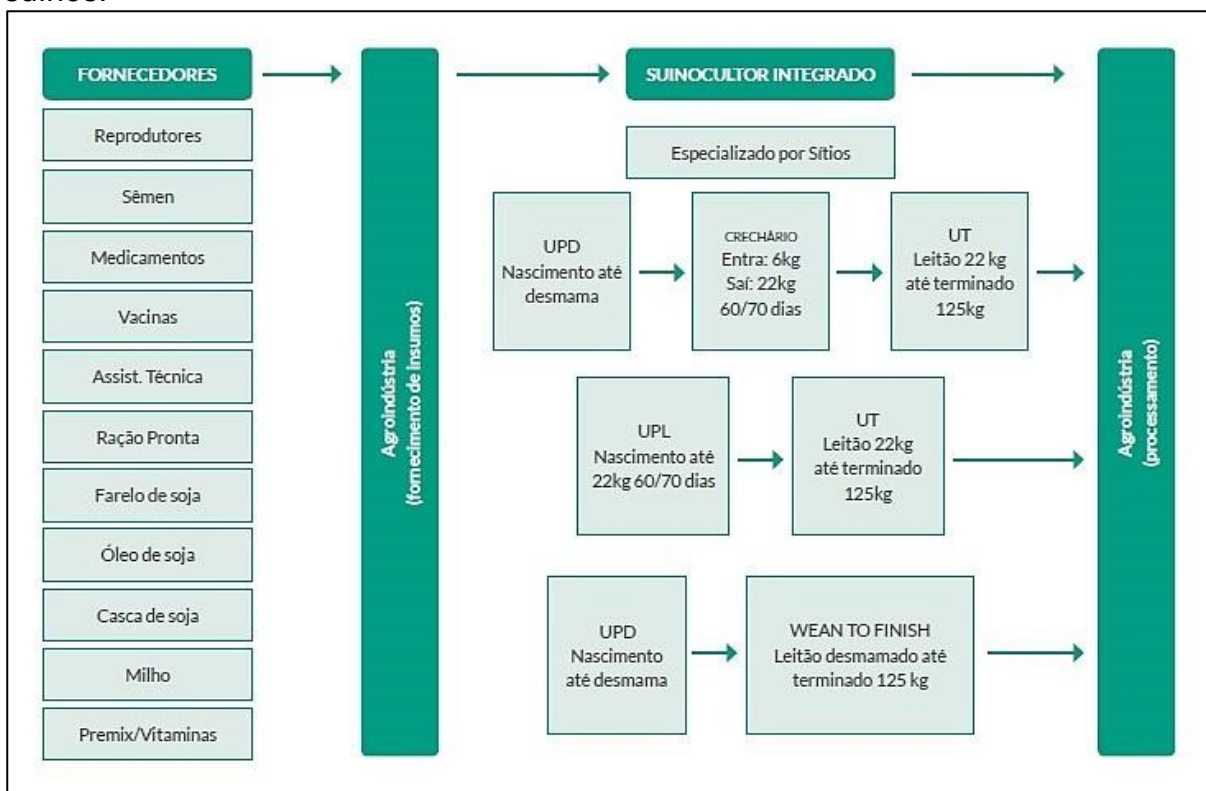 FORNECEDORES
Reprodutores
Sêmen
Medicamentos
Vacinas
Assist. Técnica
Ração Pronta
Farelo de soja
Óleo de soja
Casca de soja
Milho
Premix/Vitaminas
Agroindústria
(fornecimento de insumos)
SUINOCULTOR INTEGRADO
Especializado por Sítios
UPD
Nascimento até
desmama
CRECHÁRIO
Entra: 6kg
Saí: 22kg
60/70 dias
UT
Leitão 22 kg
até terminado
125kg
UPL
Nascimento até
22kg 60/70 dias
UT
Leitão 22kg
até terminado
125kg
UPD
Nascimento
até desmama
WEAN TO FINISH
Leitão desmamado até
terminado 125 kg
Agroindústria
(processamento)